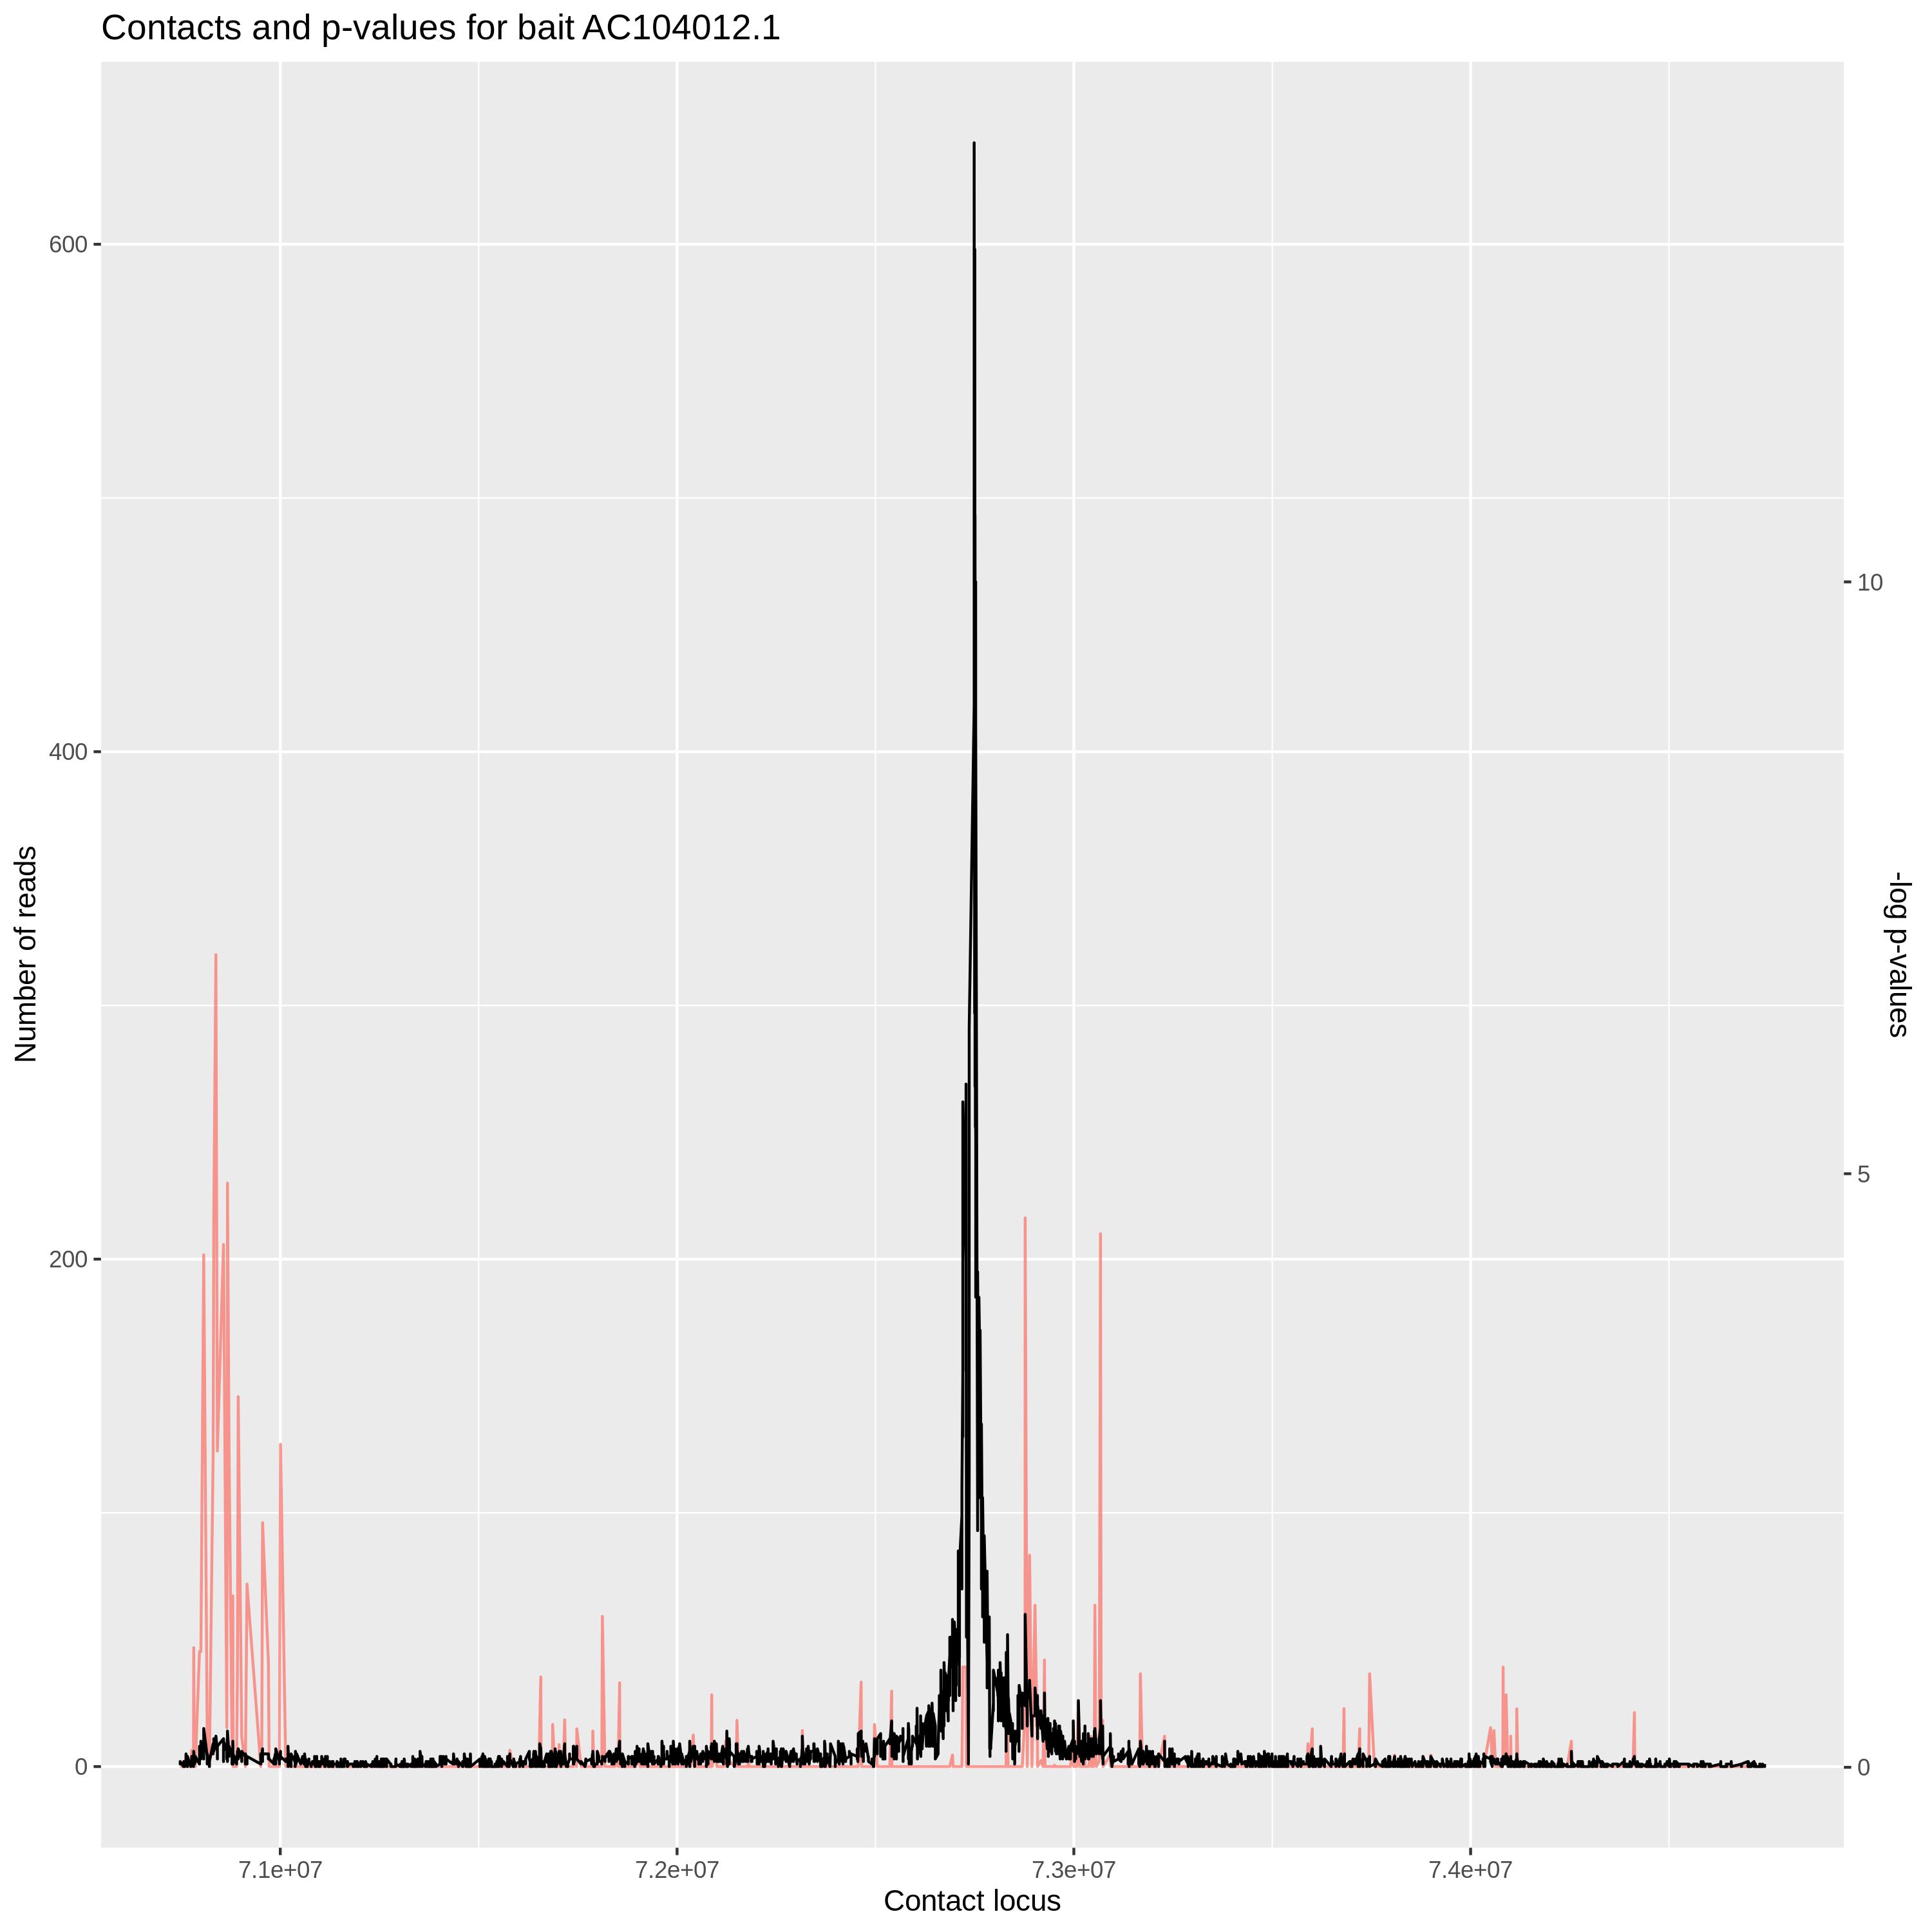 Contacts and p-values for bait AC104012.1
600
400
200
0
Number of reads
10
5
0
-log p-values
7.1e+07
7.2e+07
7.3e+07
7.4e+07
Contact locus